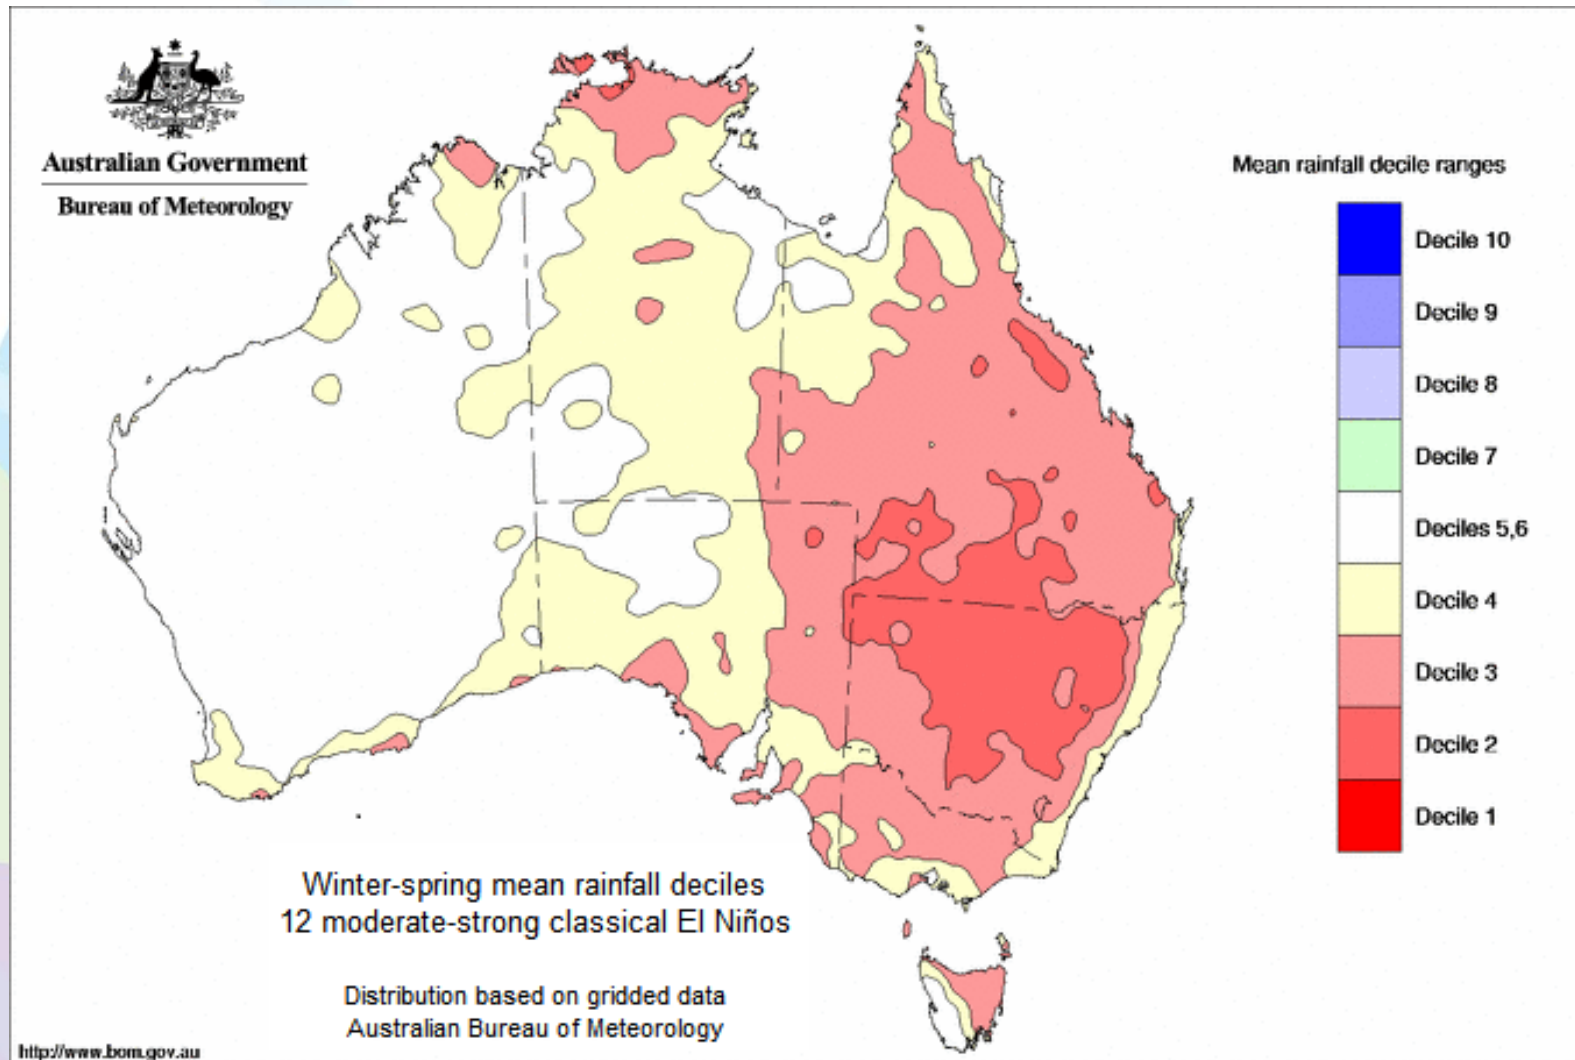 Australian Government
Bureau of Meteorology
Mean rainfall decile ranges
Decile 10
Decile 9
Decile 8
Decile 7
Deciles 5,6
Decile 4
Decile 3
Decile 2
Decile 1
Winter-spring mean rainfall deciles
12 moderate-strong classical El Niños
Distribution based on gridded data
Australian Bureau of Meteorology
http://www.bom.gov.au